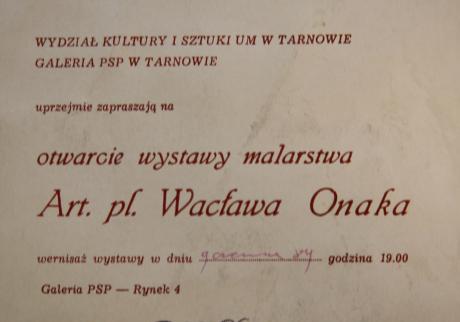 WYDZIAŁ KULTURY I SZTUKI UM W TARNOWIE
GALERIA PSP W TARNOWIE
uprzejmie zapraszają na
otwarcie wystawy malarstwa
Art. pl. Wacława Onaka
wernisaż wystawy w dniu godzina 19.00
Galeria PSP — Rynek 4